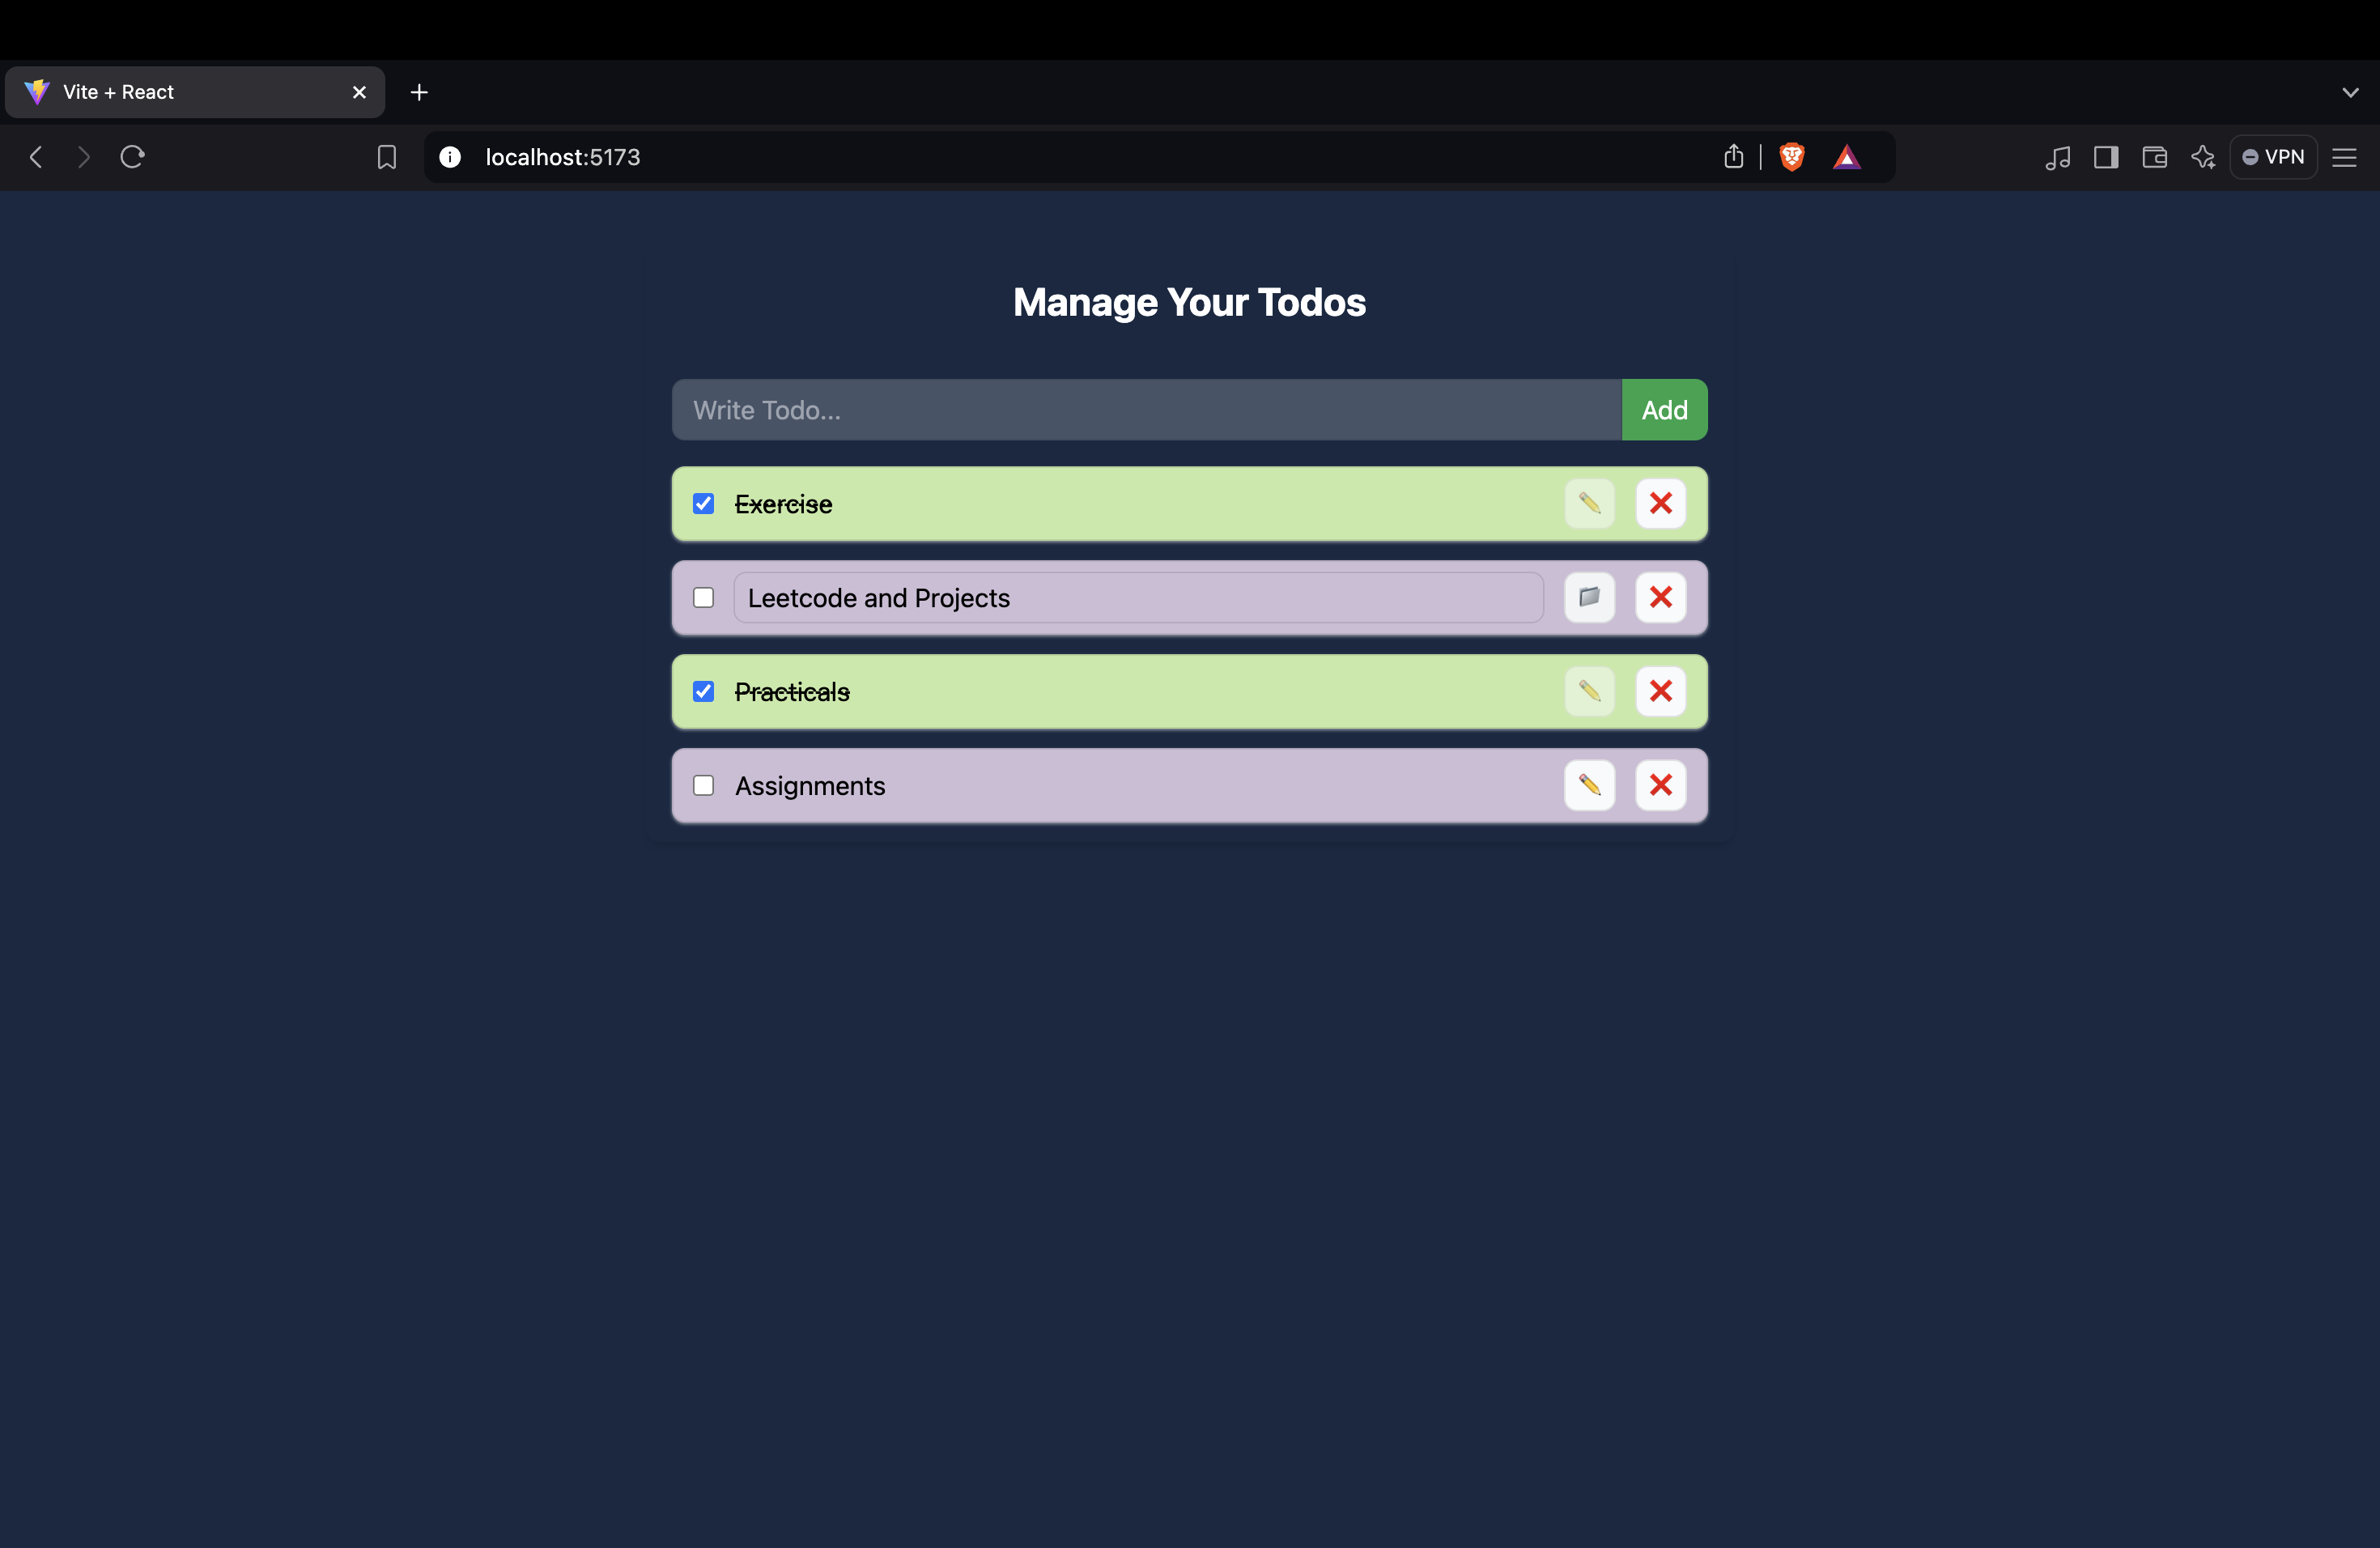 Vite + React
localhost:5173
VPN
Manage Your Todos
Write Todo...
Add
Exercise
Leetcode and Projects
Practicals
Assignments